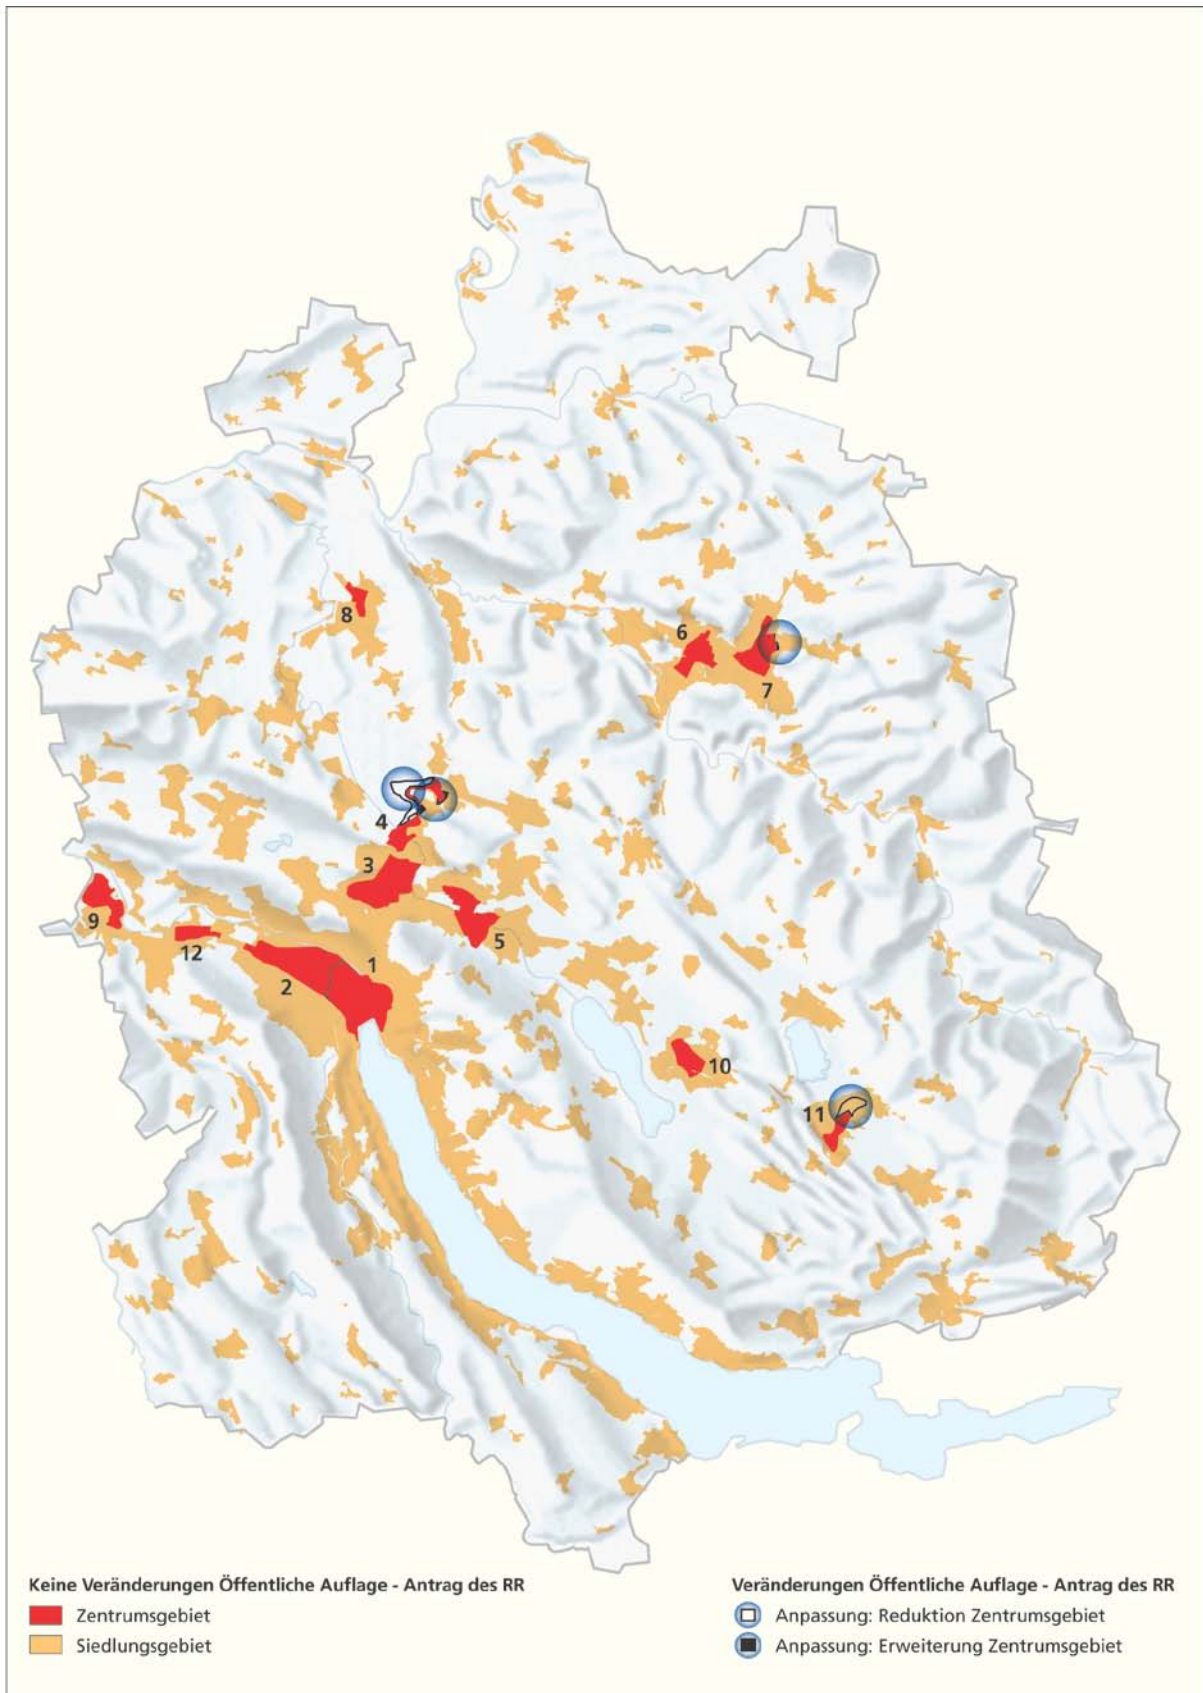 8
6
7
4
3
9
5
12
1
2
10
11
Keine Veränderungen Öffentliche Auflage - Antrag des RR
Zentrumsgebiet
Siedlungsgebiet
Veränderungen Öffentliche Auflage - Antrag des RR
Anpassung: Reduktion Zentrumsgebiet
Anpassung: Erweiterung Zentrumsgebiet